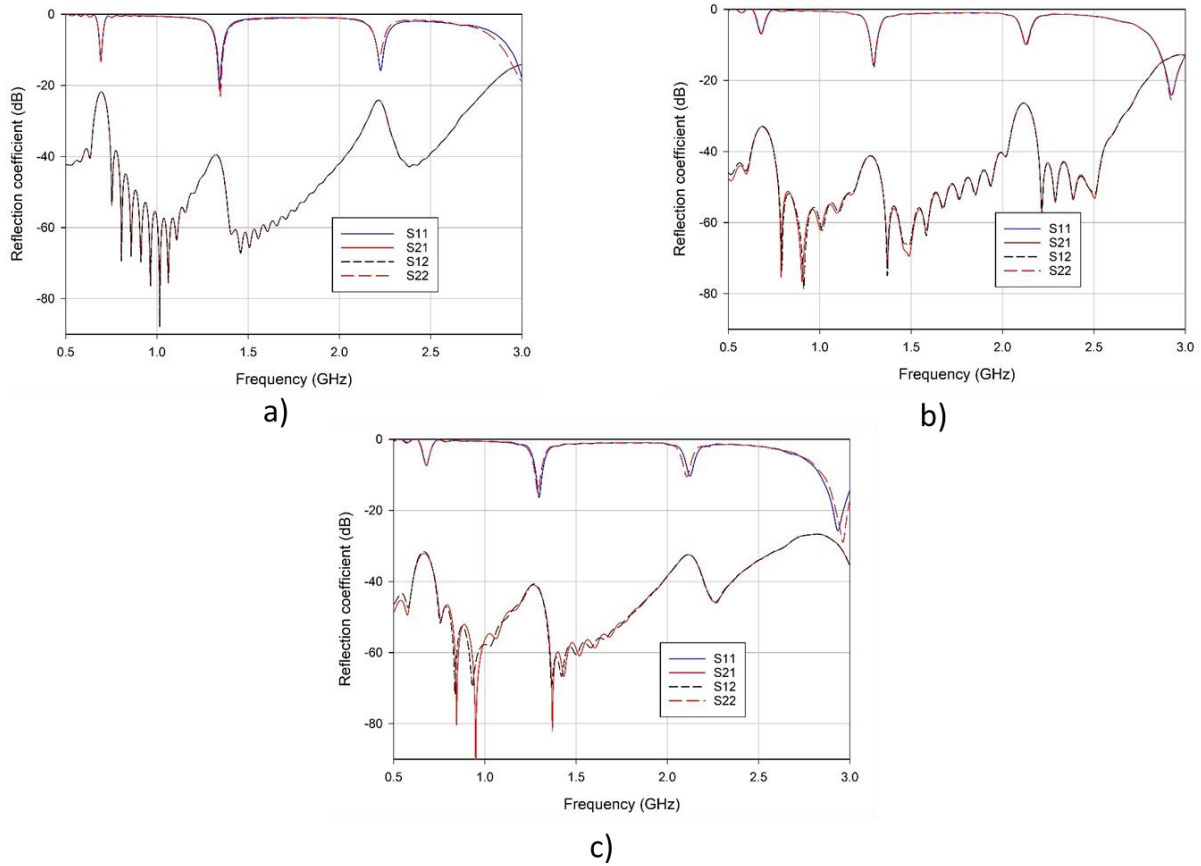 0
-20
-40
-60
-80
Reflection coefficient (dB)
S11
S21
S12
S22
0.5 1.0 1.5 2.0 2.5 3.0
Frequency (GHz)
a)
0
-20
-40
-60
-80
Reflection coefficient (dB)
S11
S21
S12
S22
0.5 1.0 1.5 2.0 2.5 3.0
Frequency (GHz)
b)
0
-20
-40
-60
-80
Reflection coefficient (dB)
S11
S21
S12
S22
0.5 1.0 1.5 2.0 2.5 3.0
Frequency (GHz)
c)